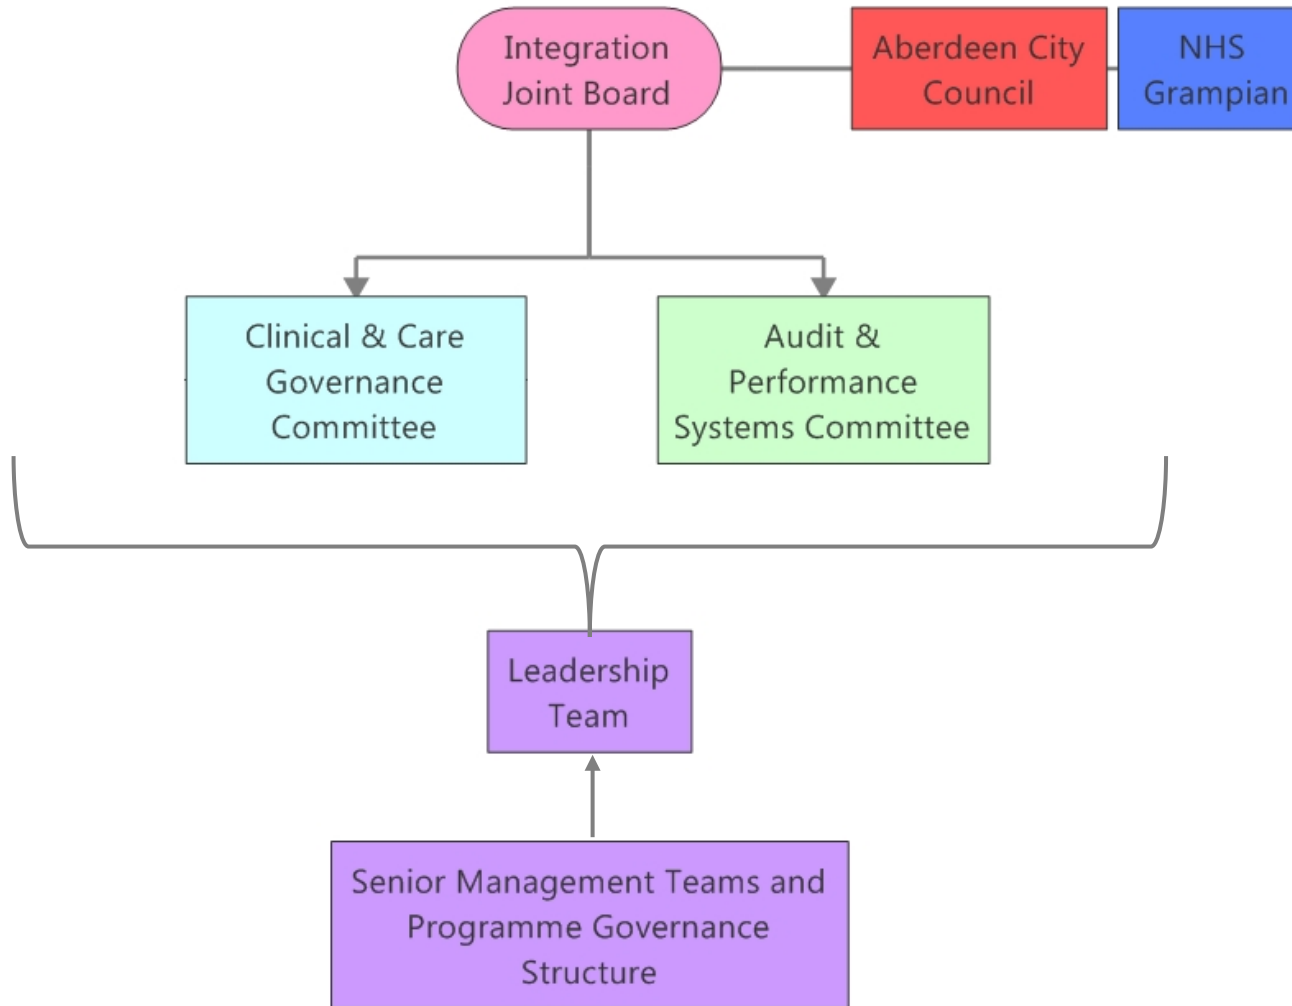 Integration
Joint Board
Aberdeen City
Council
NHS
Grampian
Clinical & Care
Governance
Committee
Audit &
Performance
Systems Committee
Leadership
Team
Senior Management Teams and
Programme Governance
Structure